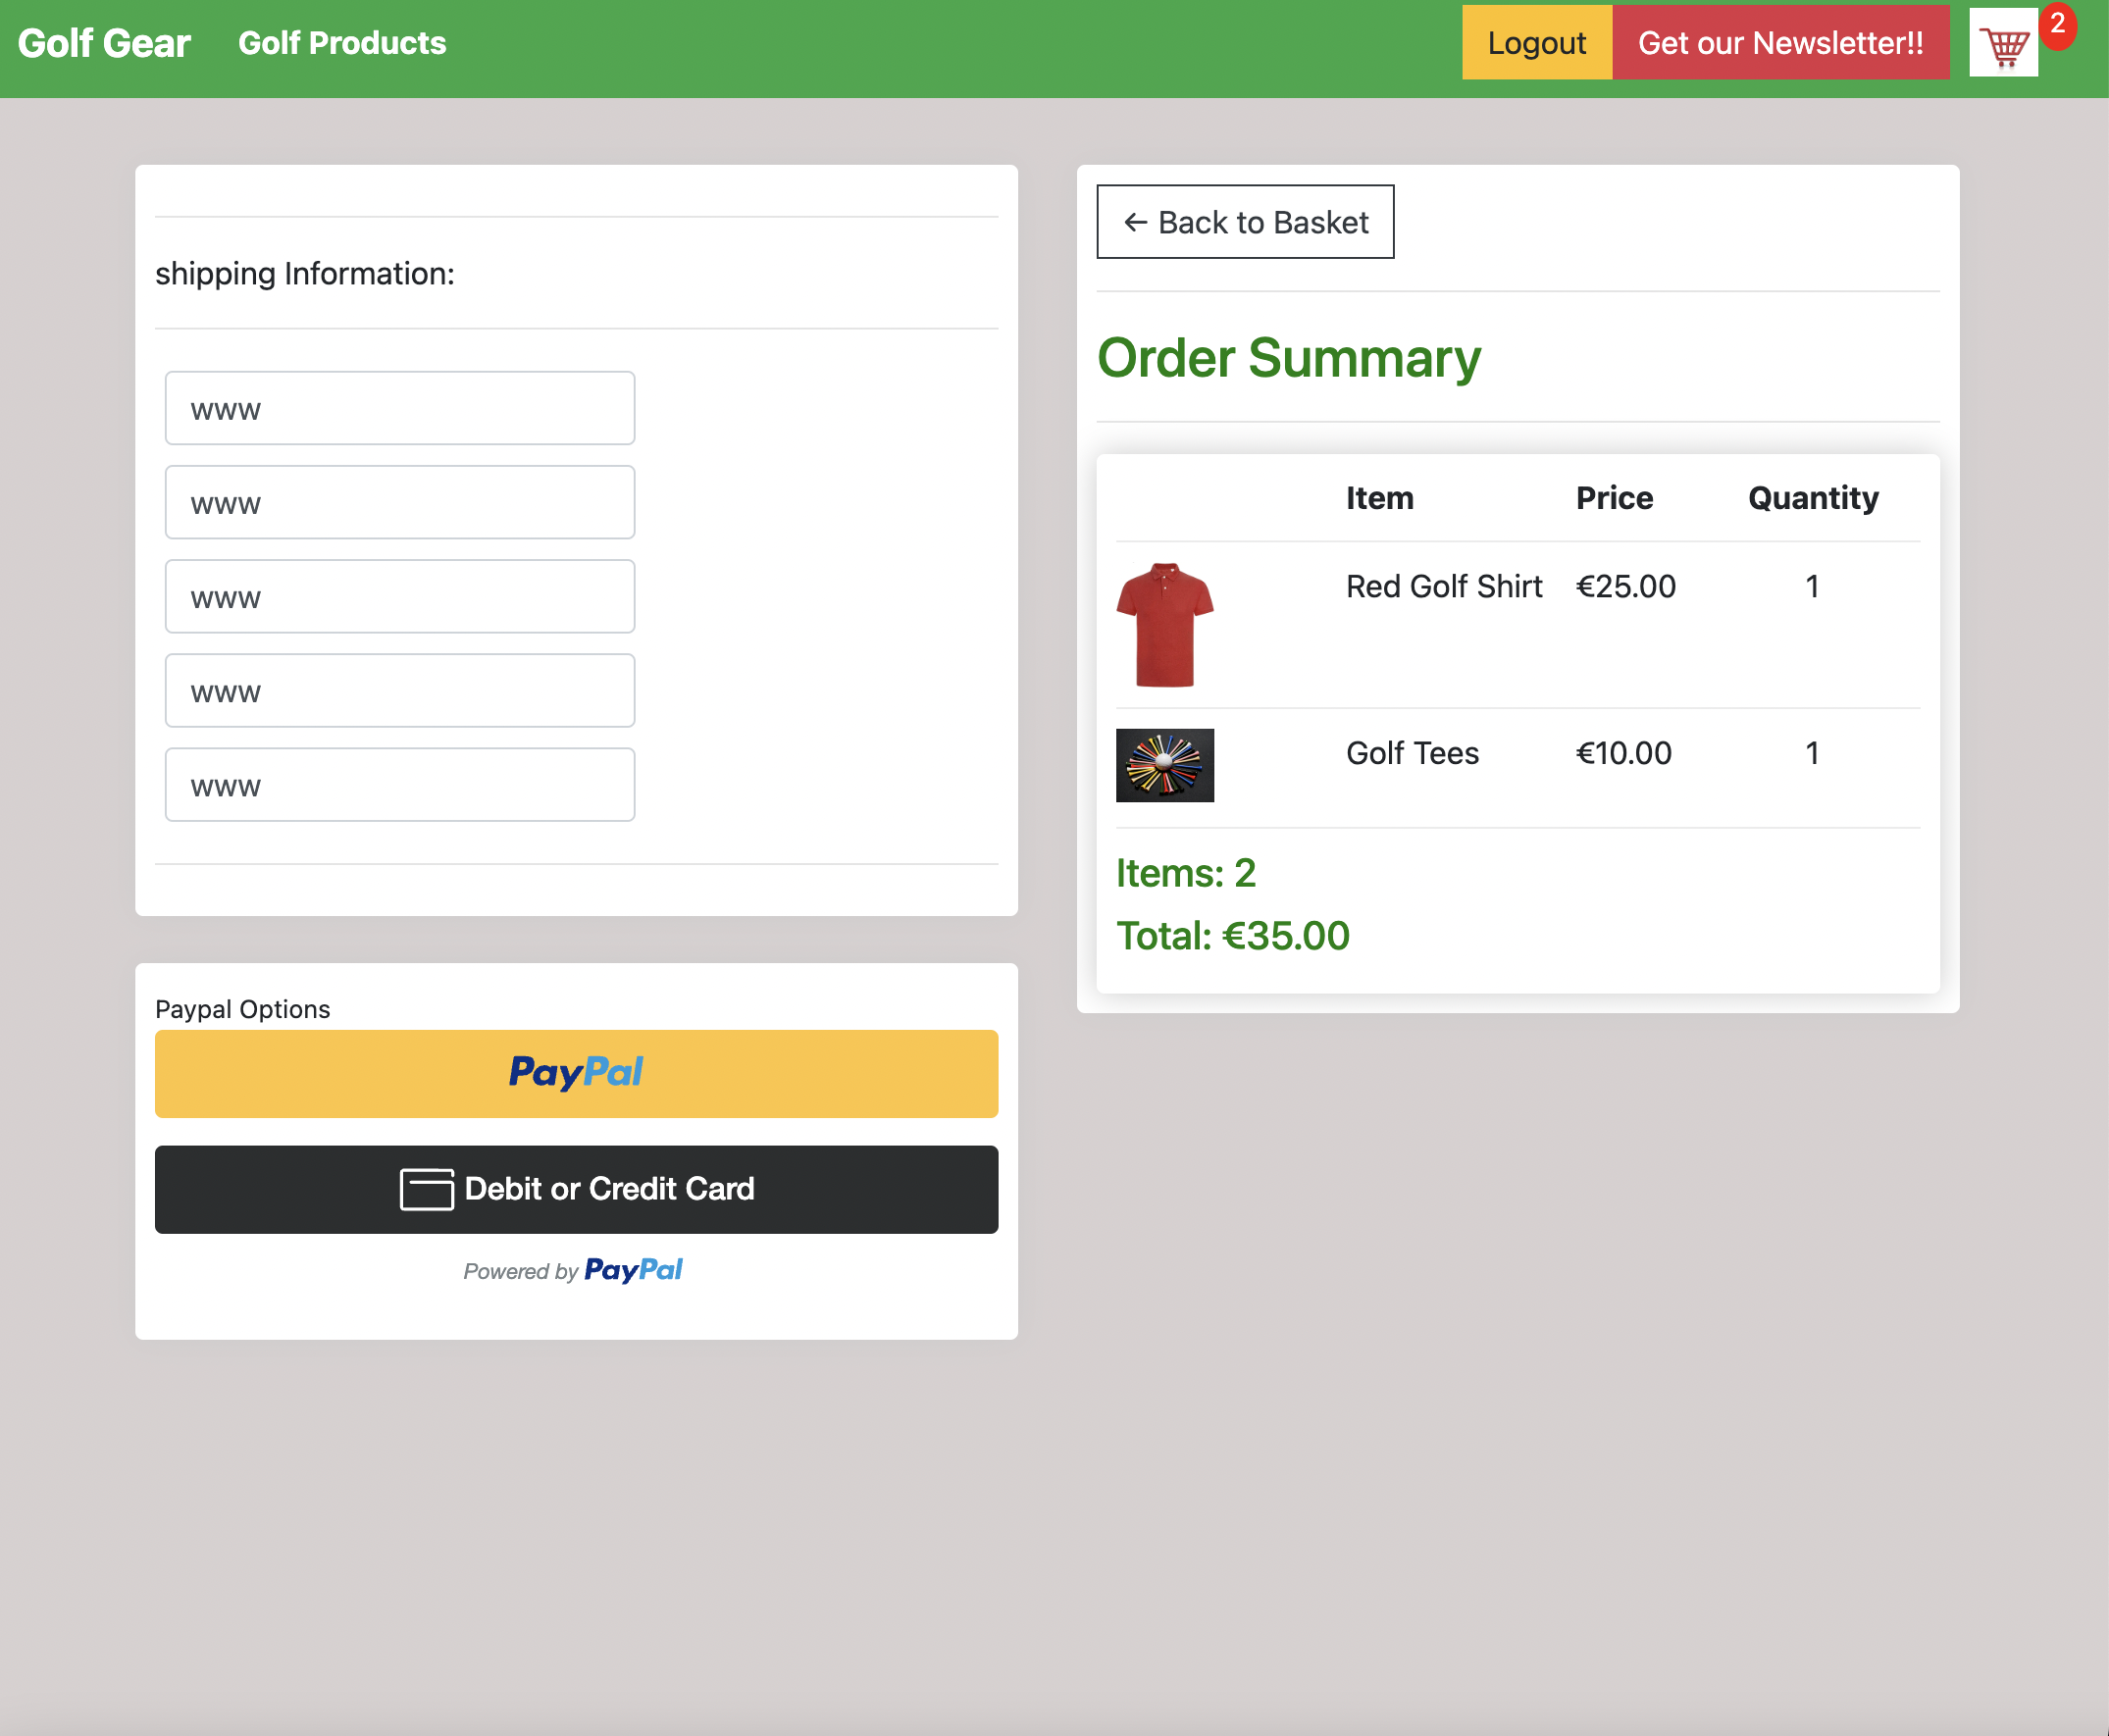 Golf Gear Golf Products Logout Get our Newsletter!! 2
shipping Information:
www
www
www
www
www
Paypal Options
PayPal
Debit or Credit Card
Powered by PayPal
← Back to Basket
Order Summary
Item Price Quantity
Red Golf Shirt €25.00 1
Golf Tees €10.00 1
Items: 2
Total: €35.00